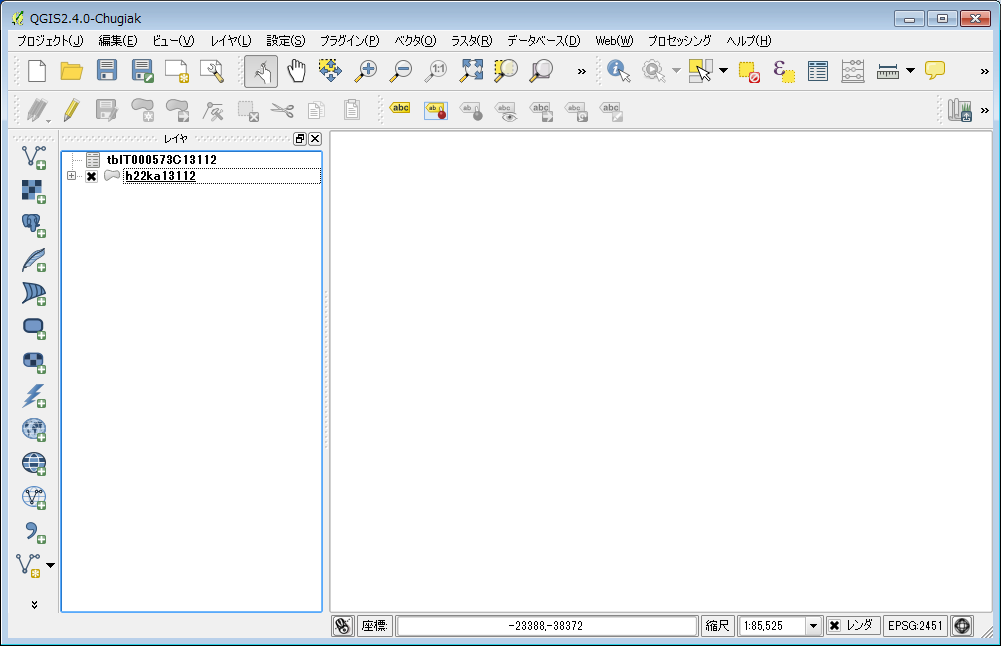 QGIS2.4.0-Chugiak
プロジェクト(J) 編集(E) ビュー(V) レイヤ(L) 設定(S) プラグイン(P) ベクタ(O) ラスタ(R) データベース(D) Web(W) プロセッシング ヘルプ(H)
1:1
abc ab abc abc abc abc
レイヤ
tblT000573C13112
h22ka13112
座標: -23388,-38372 縮尺 1:85,525 レンダ EPSG:2451